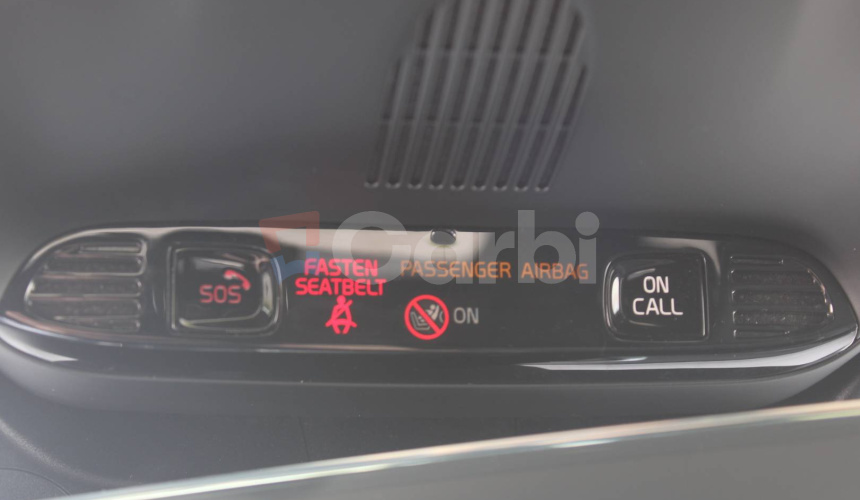 Carbi
SOS
FASTEN
SEATBELT
PASSENGER AIRBAG
ON
ON
CALL